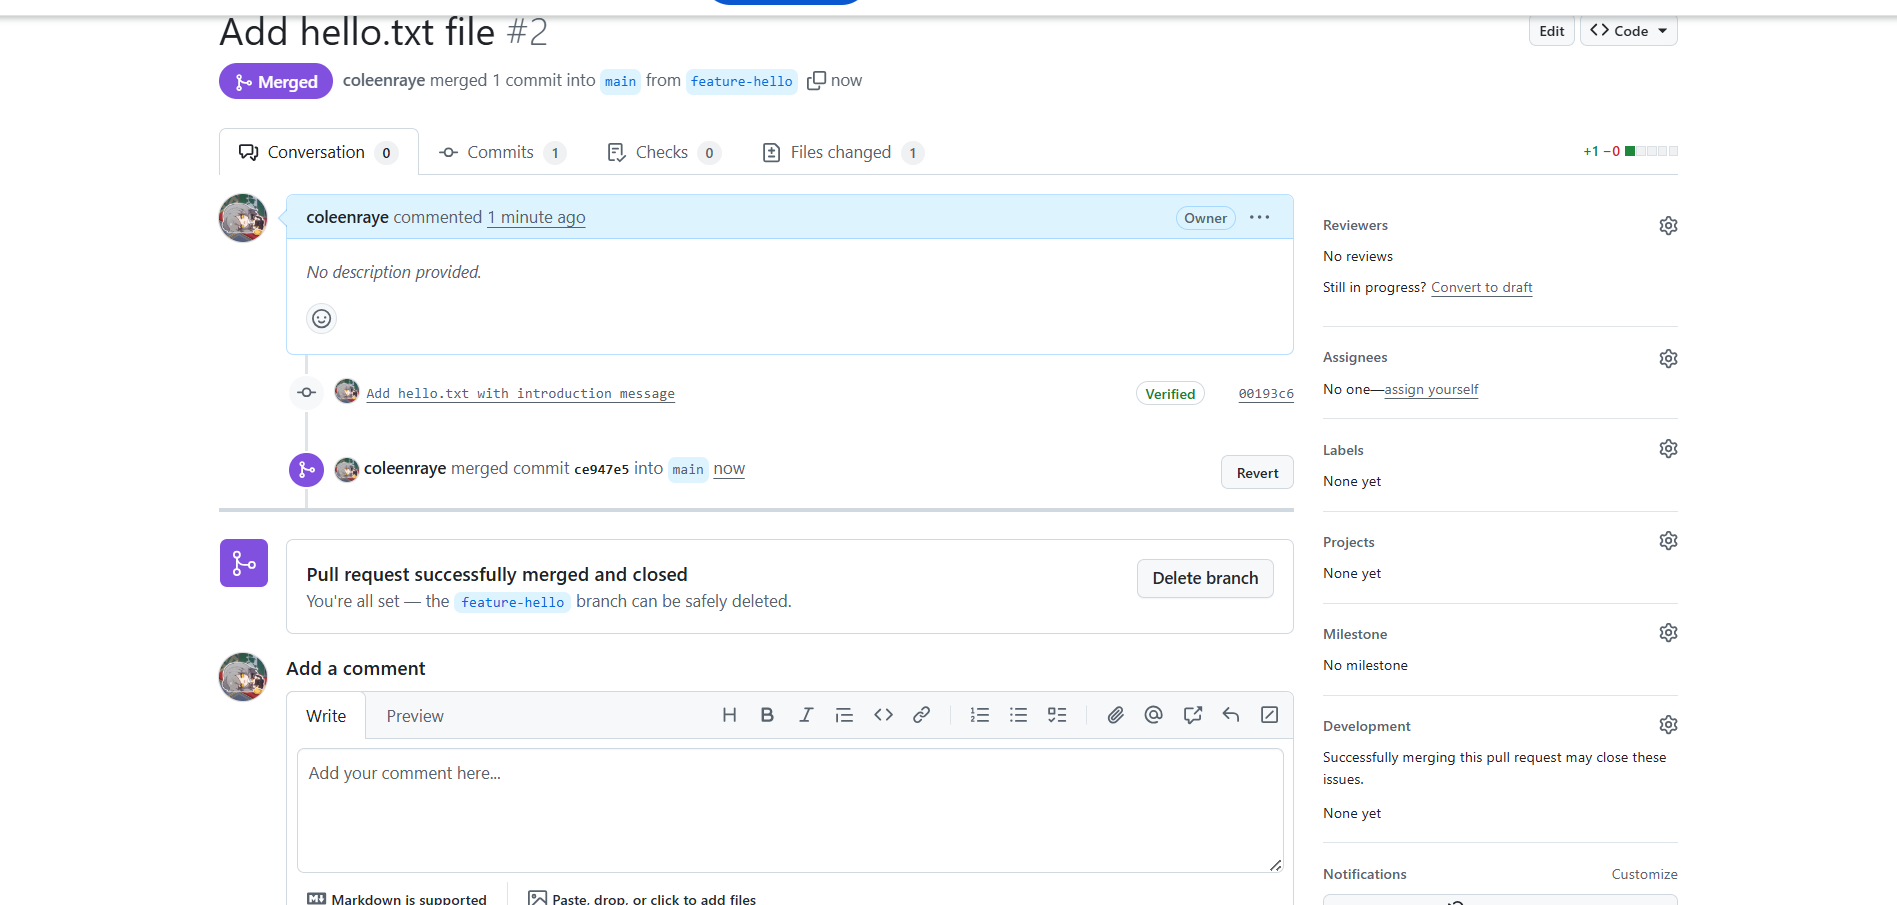 Add hello.txt file #2
Edit
Code
Merged
coleenraye merged 1 commit into main from feature-hello now
Conversation 0
Commits 1
Checks 0
Files changed 1
+1 −0
coleenraye commented 1 minute ago
Owner
No description provided.
Add hello.txt with introduction message
Verified
00193c6
coleenraye merged commit ce947e5 into main now
Revert
Pull request successfully merged and closed
You're all set — the feature-hello branch can be safely deleted.
Delete branch
Add a comment
Write
Preview
Add your comment here...
Markdown is supported
Paste, drop, or click to add files
Reviewers
No reviews
Still in progress? Convert to draft
Assignees
No one—assign yourself
Labels
None yet
Projects
None yet
Milestone
No milestone
Development
Successfully merging this pull request may close these
issues.
None yet
Notifications
Customize